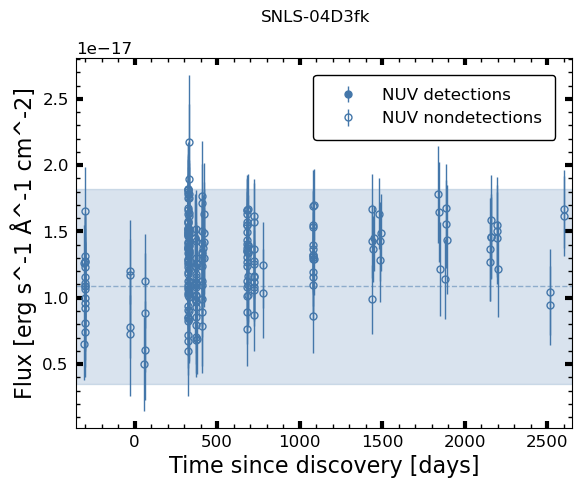 SNLS-04D3fk
1e−17
NUV detections
NUV nondetections
2.5
2.0
1.5
1.0
0.5
Flux [erg s^-1 Å^-1 cm^-2]
0 500 1000 1500 2000 2500
Time since discovery [days]